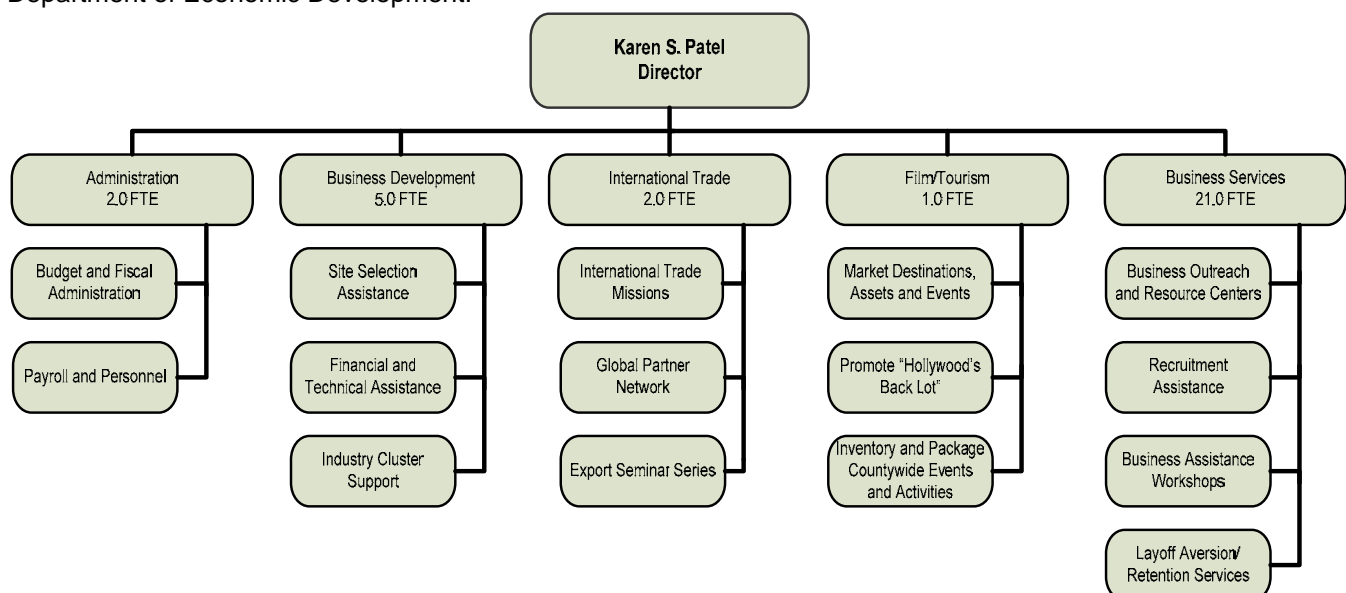 Department of Economic Development.
Karen S. Patel
Director
Administration
2.0 FTE
Budget and Fiscal
Administration
Payroll and Personnel
Business Development
5.0 FTE
Site Selection
Assistance
Financial and
Technical Assistance
Industry Cluster
Support
International Trade
2.0 FTE
International Trade
Missions
Global Partner
Network
Export Seminar Series
Film/Tourism
1.0 FTE
Market Destinations,
Assets and Events
Promote “Hollywood’s
Back Lot”
Inventory and Package
Countywide Events
and Activities
Business Services
21.0 FTE
Business Outreach
and Resource Centers
Recruitment
Assistance
Business Assistance
Workshops
Layoff Aversion/
Retention Services